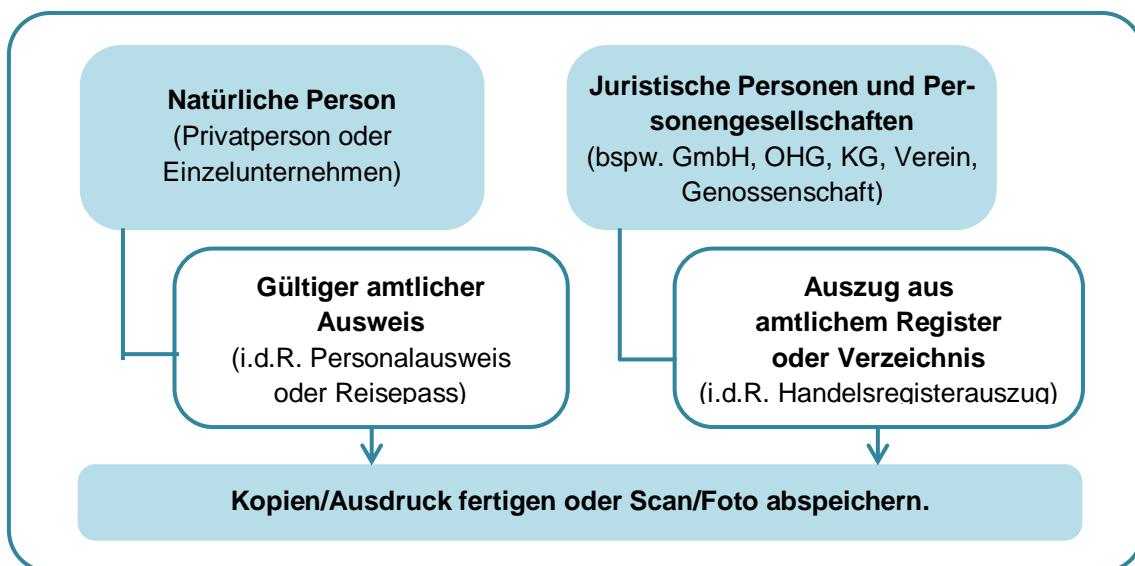 Natürliche Person
(Privatperson oder
Einzelunternehmen)
Juristische Personen und Per-
sonengesellschaften
(bspw. GmbH, OHG, KG, Verein,
Genossenschaft)
Gültiger amtlicher
Ausweis
(i.d.R. Personalausweis
oder Reisepass)
Auszug aus
amtlichem Register
oder Verzeichnis
(i.d.R. Handelsregisterauszug)
Kopien/Ausdruck fertigen oder Scan/Foto abspeichern.